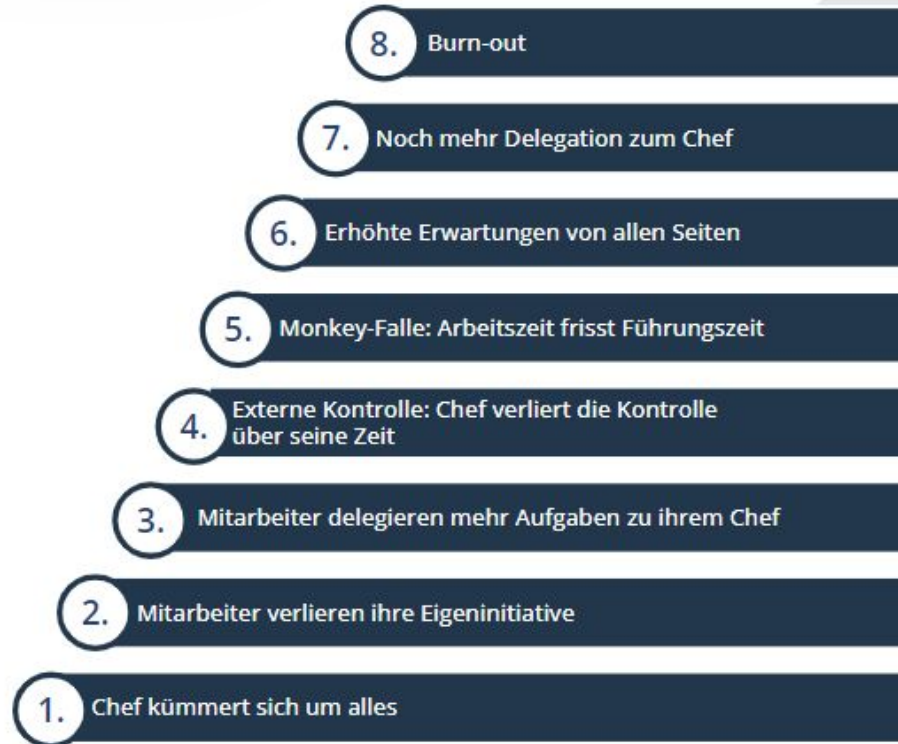 8. Burn-out
7. Noch mehr Delegation zum Chef
6. Erhöhte Erwartungen von allen Seiten
5. Monkey-Falle: Arbeitszeit frisst Führungszeit
4. Externe Kontrolle: Chef verliert die Kontrolle
über seine Zeit
3. Mitarbeiter delegieren mehr Aufgaben zu ihrem Chef
2. Mitarbeiter verlieren ihre Eigeninitiative
1. Chef kümmert sich um alles